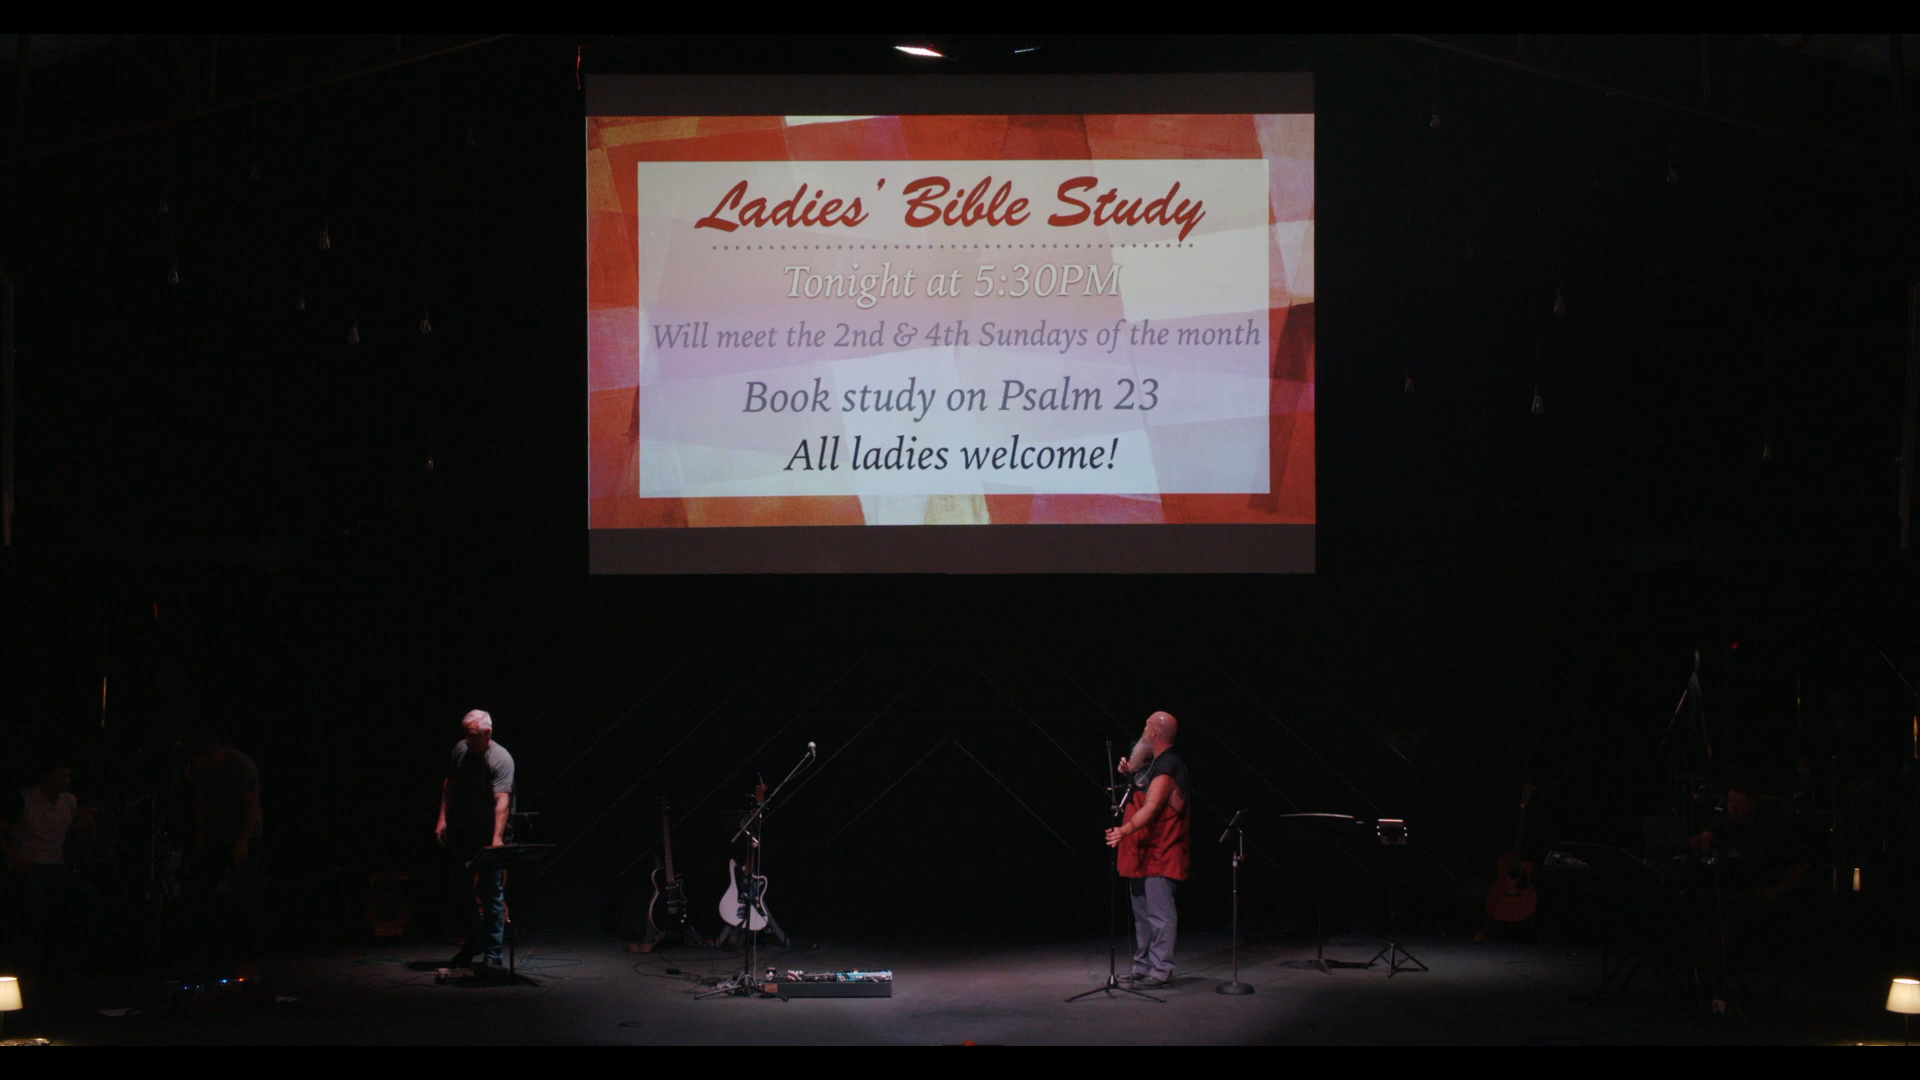 Ladies' Bible Study
Tonight at 5:30PM
Will meet the 2nd & 4th Sundays of the month
Book study on Psalm 23
All ladies welcome!